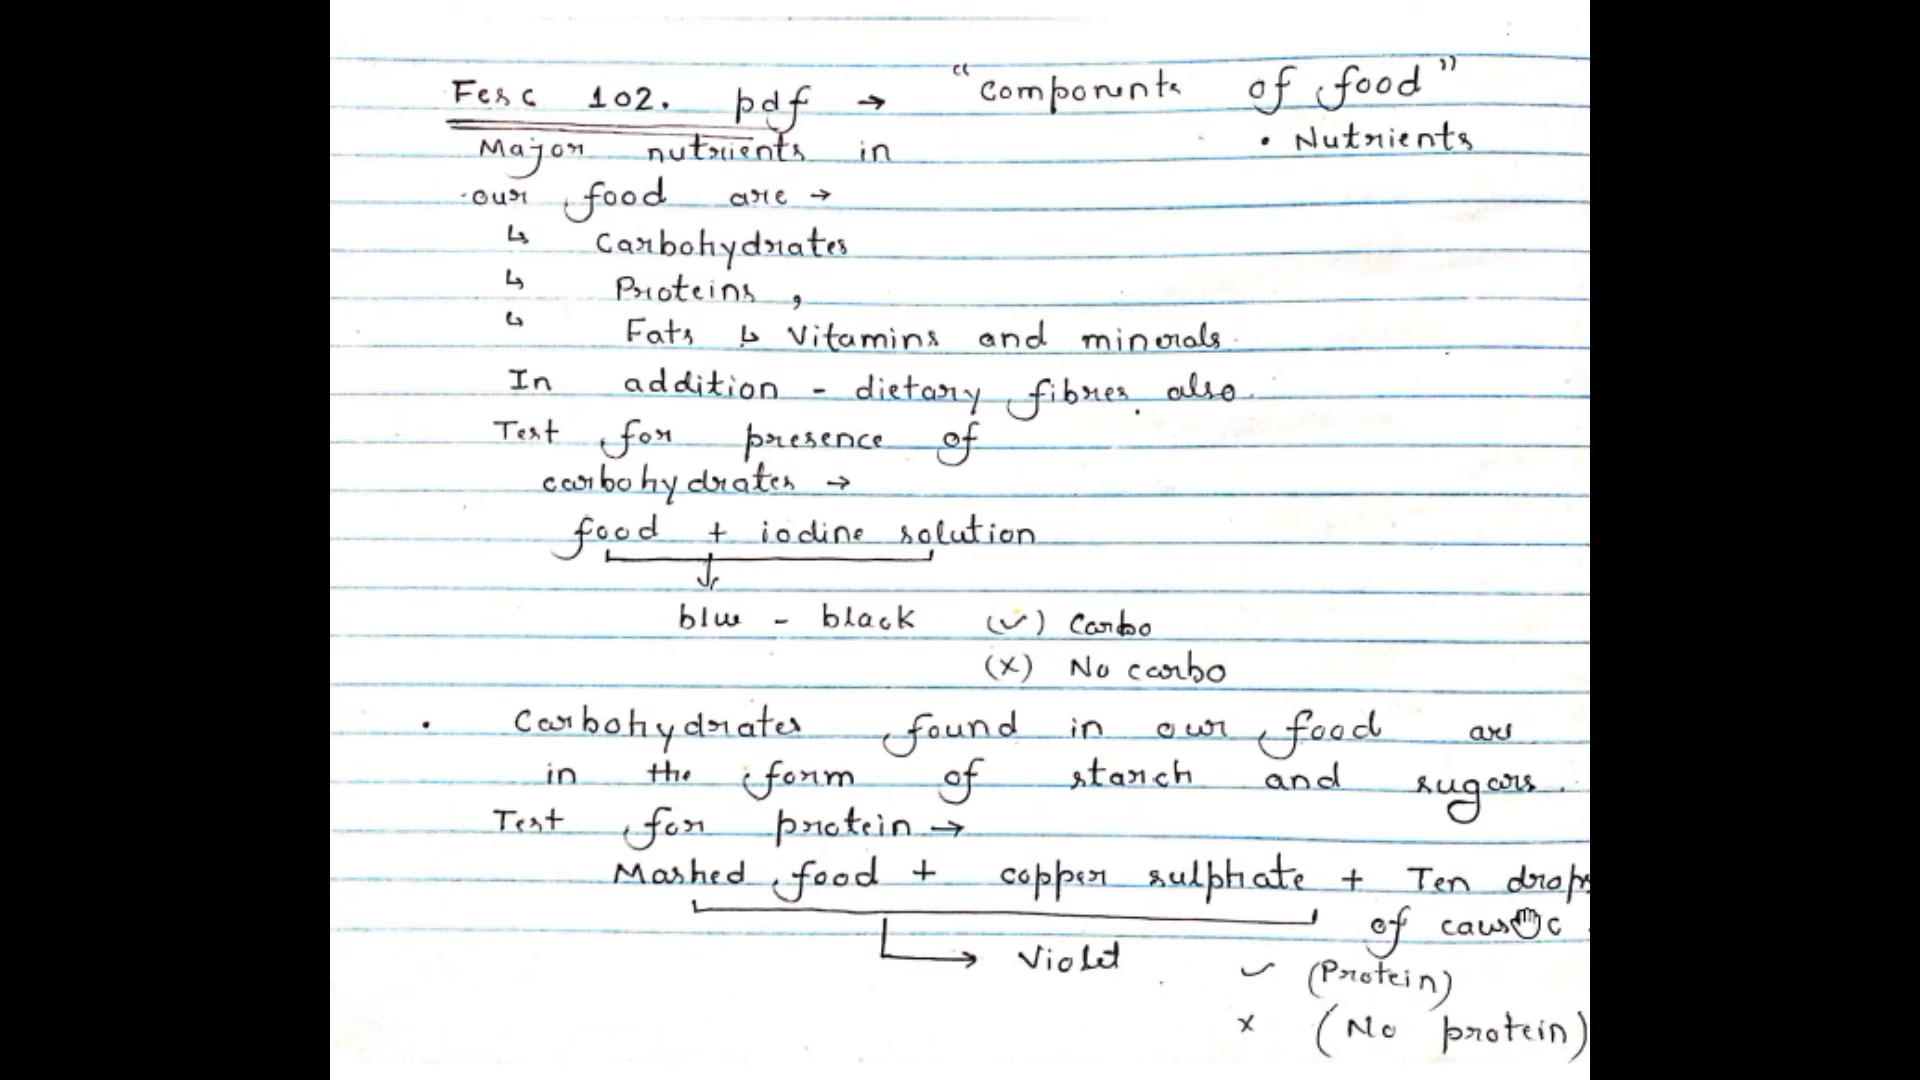 Fesc 102. pdf → "components of food"
• Nutrients
Major nutrients in
our food are →
↳ Carbohydrates
↳ Proteins,
↳ Fats ↳ Vitamins and minerals.
In addition - dietary fibres also.
Test for presence of
carbohydrates →
food + iodine solution
blue - black (✓) Carbo
(x) No carbo
• Carbohydrates found in our food are
in the form of starch and sugars.
Test for protein →
Mashed food + copper sulphate + Ten drops
of
→ Violet ✓ (Protein)
x (No protein)